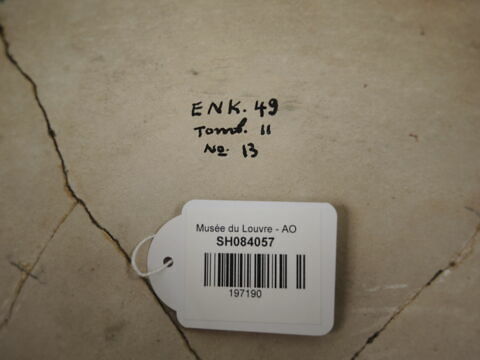 ENK. 49
Tomb. 11
No. 13
Musée du Louvre - AO
SH084057
197190